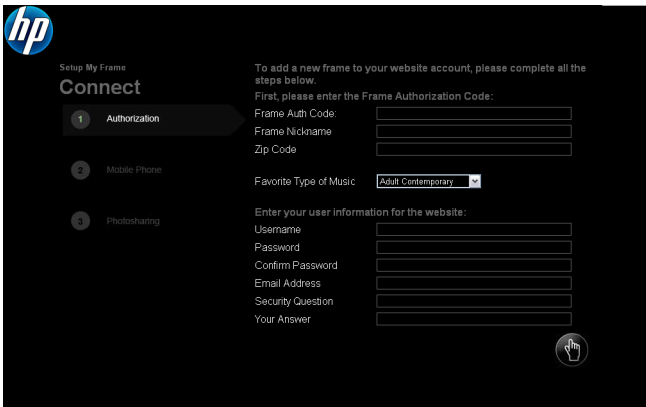 hp
Setup My Frame
Connect
1 Authorization
2 Mobile Phone
3 Photosharing
To add a new frame to your website account, please complete all the
steps below.
First, please enter the Frame Authorization Code:
Frame Auth Code:
Frame Nickname
Zip Code
Favorite Type of Music Adult Contemporary
Enter your user information for the website:
Username
Password
Confirm Password
Email Address
Security Question
Your Answer